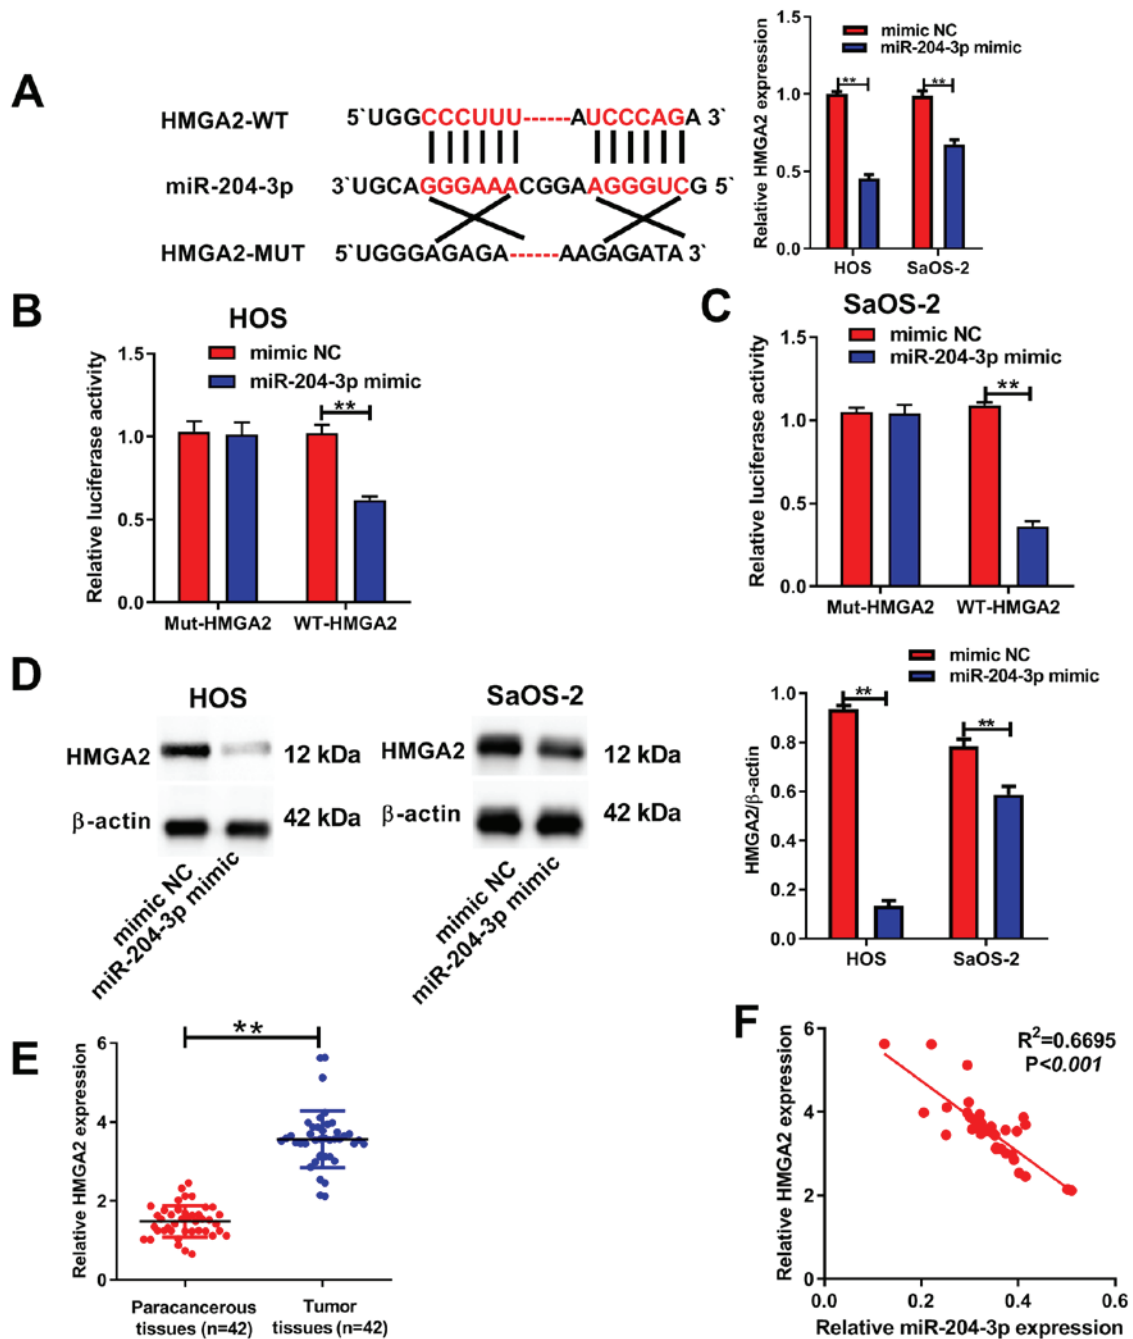 A
HMGA2-WT 5`UGGCCCUUU------AUCCCAGA 3`
miR-204-3p 3`UGCAGGGAAACGGAAGGGUCG 5`
HMGA2-MUT 5`UGGGAGAGA------AAGAGATA 3`
mimic NC
miR-204-3p mimic
Relative HMGA2 expression
1.5
1.0
0.5
0.0
** **
HOS SaOS-2
B
HOS
mimic NC
miR-204-3p mimic
Relative luciferase activity
1.5
1.0
0.5
0.0
**
Mut-HMGA2 WT-HMGA2
C
SaOS-2
mimic NC
miR-204-3p mimic
Relative luciferase activity
1.5
1.0
0.5
0.0
**
Mut-HMGA2 WT-HMGA2
D
HOS
HMGA2 12 kDa
β-actin 42 kDa
mimic NC
miR-204-3p mimic
SaOS-2
HMGA2 12 kDa
β-actin 42 kDa
mimic NC
miR-204-3p mimic
mimic NC
miR-204-3p mimic
HMGA2/β-actin
1.0
0.8
0.6
0.4
0.2
0.0
** **
HOS SaOS-2
E
Relative HMGA2 expression
6
4
2
0
**
Paracancerous
tissues (n=42)
Tumor
tissues (n=42)
F
Relative HMGA2 expression
6
4
2
0
R²=0.6695
P<0.001
0.0 0.2 0.4 0.6
Relative miR-204-3p expression